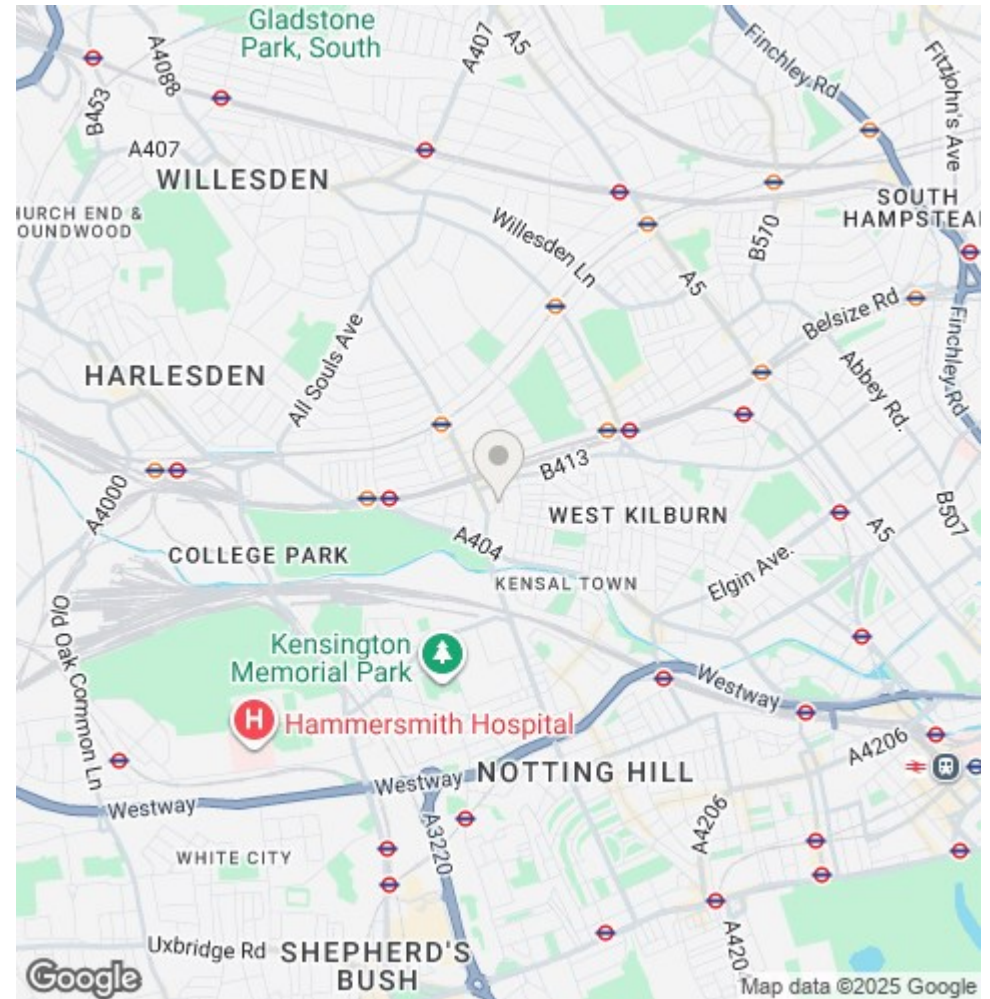 Gladstone
Park, South
A4088
A407
A5
Finchley Rd
Fitzjohn's Ave
B453
A407
WILLESDEN
HURCH END &
OUNDWOOD
SOUTH
HAMPSTEA
Willesden Ln
B510
A5
Belsize Rd
Finchley Rd
All Souls Ave
HARLESDEN
Abbey Rd.
B413
A4000
WEST KILBURN
A5
B507
A404
COLLEGE PARK
KENSAL TOWN
Elgin Ave.
Old Oak Common Ln
Kensington
Memorial Park
Westway
H
Hammersmith Hospital
A4206
Westway
Westway
NOTTING HILL
A4206
A3220
WHITE CITY
Uxbridge Rd
SHEPHERD'S
BUSH
A420
Google
Map data ©2025 Google